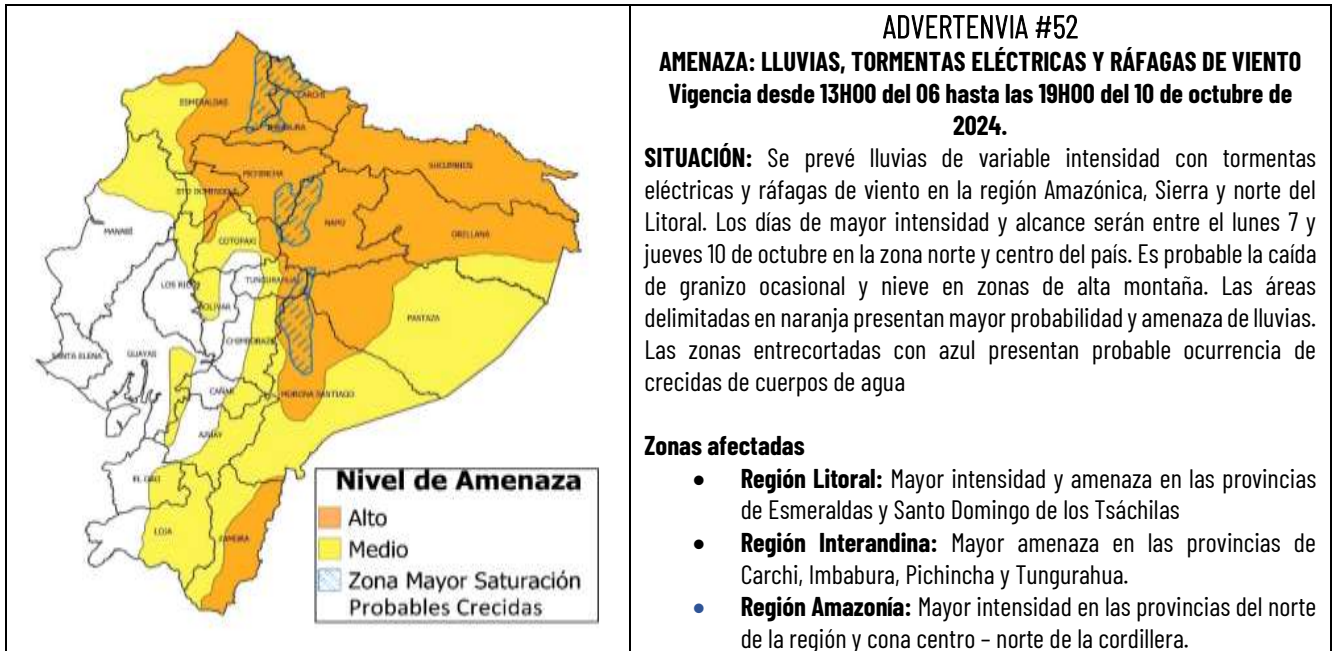 ESMERALDAS
CARCHI
IMBABURA
SUCUMBIOS
PICHINCHA
STO DOMINGO
NAPO
MANABÍ
ORELLANA
COTOPAXI
LOS RIOS
TUNGURAHUA
BOLIVAR
PASTAZA
SANTA ELENA
GUAYAS
CHIMBORAZO
CAÑAR
MORONA SANTIAGO
AZUAY
EL ORO
LOJA
ZAMORA
Nivel de Amenaza
Alto
Medio
Zona Mayor Saturación
Probables Crecidas
ADVERTENVIA #52
AMENAZA: LLUVIAS, TORMENTAS ELÉCTRICAS Y RÁFAGAS DE VIENTO
Vigencia desde 13H00 del 06 hasta las 19H00 del 10 de octubre de
2024.
SITUACIÓN: Se prevé lluvias de variable intensidad con tormentas
eléctricas y ráfagas de viento en la región Amazónica, Sierra y norte del
Litoral. Los días de mayor intensidad y alcance serán entre el lunes 7 y
jueves 10 de octubre en la zona norte y centro del país. Es probable la caída
de granizo ocasional y nieve en zonas de alta montaña. Las áreas
delimitadas en naranja presentan mayor probabilidad y amenaza de lluvias.
Las zonas entrecortadas con azul presentan probable ocurrencia de
crecidas de cuerpos de agua
Zonas afectadas
• Región Litoral: Mayor intensidad y amenaza en las provincias
de Esmeraldas y Santo Domingo de los Tsáchilas
• Región Interandina: Mayor amenaza en las provincias de
Carchi, Imbabura, Pichincha y Tungurahua.
• Región Amazonía: Mayor intensidad en las provincias del norte
de la región y cona centro – norte de la cordillera.